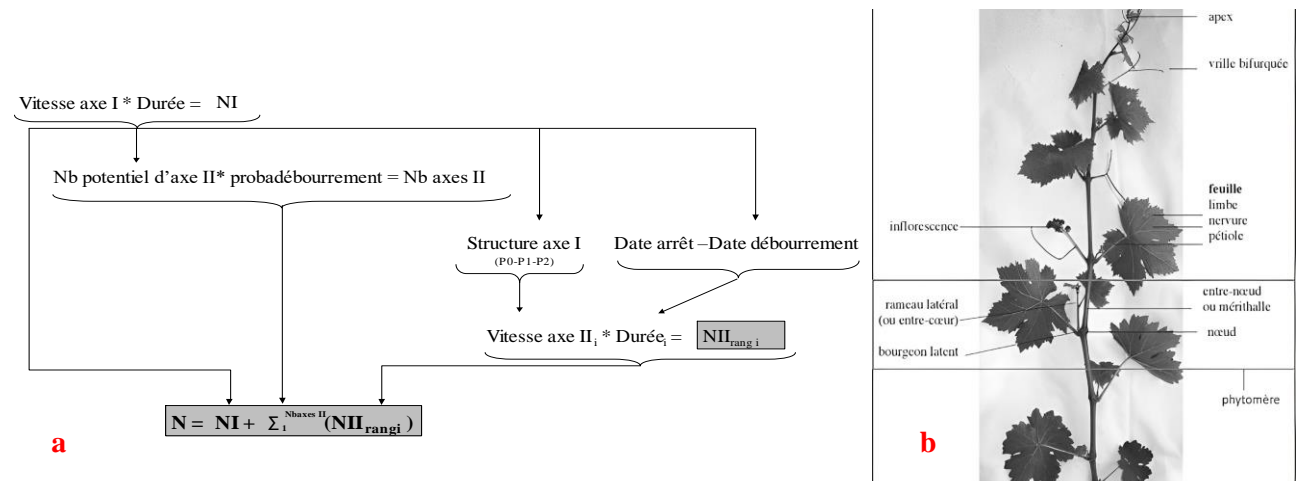 Vitesse axe I * Durée = NI
Nb potentiel d'axe II* probadébourrement = Nb axes II
Structure axe I
(P0-P1-P2)
Date arrêt –Date débourrement
Vitesse axe IIi * Duréei = NIIrang i
N = NI + Σ1Nbaxes II(NIIrangi )
a
apex
vrille bifurquée
feuille
limbe
nervure
pétiole
inflorescence
entre-nœud
ou mérithalle
rameau latéral
(ou entre-cœur)
nœud
bourgeon latent
phytomère
b